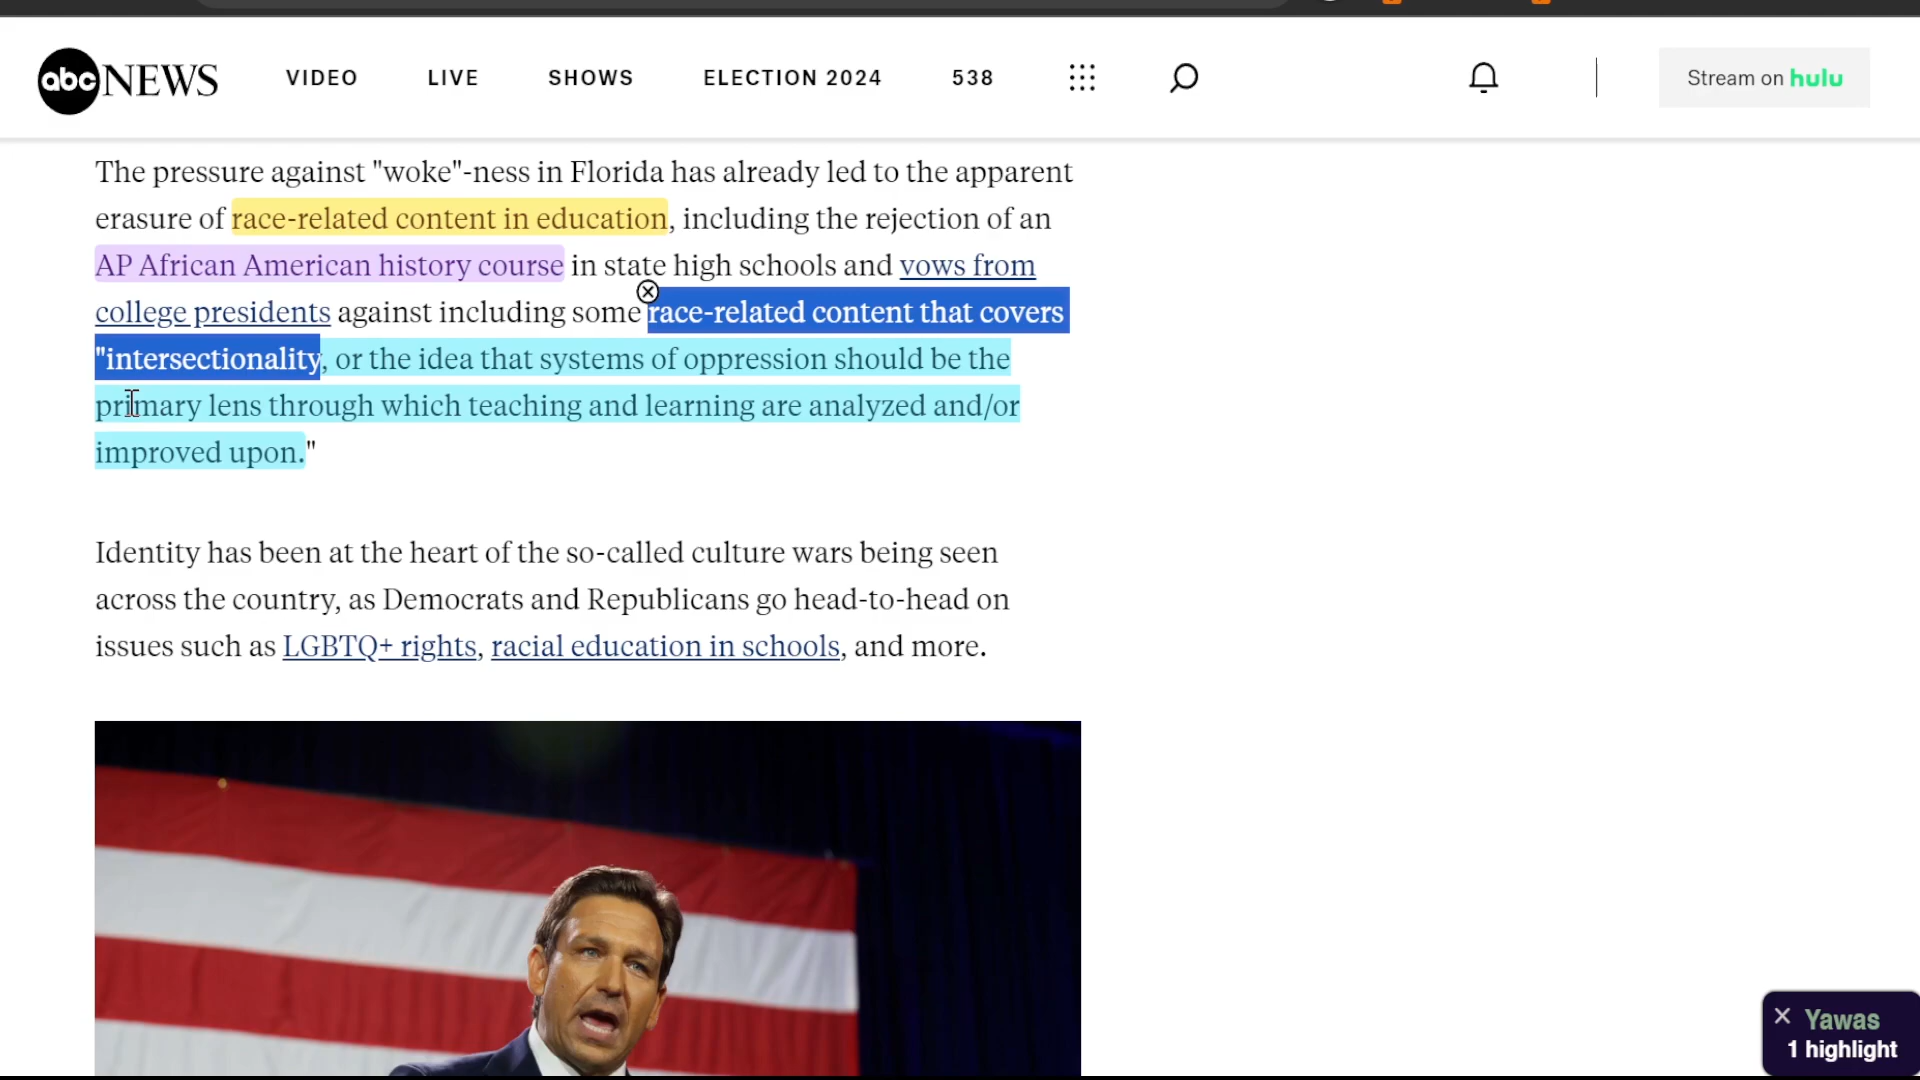 abc NEWS VIDEO LIVE SHOWS ELECTION 2024 538 Stream on hulu
The pressure against "woke"-ness in Florida has already led to the apparent
erasure of race-related content in education, including the rejection of an
AP African American history course in state high schools and vows from
college presidents against including some race-related content that covers
"intersectionality, or the idea that systems of oppression should be the
primary lens through which teaching and learning are analyzed and/or
improved upon."
Identity has been at the heart of the so-called culture wars being seen
across the country, as Democrats and Republicans go head-to-head on
issues such as LGBTQ+ rights, racial education in schools, and more.
Yawas
1 highlight